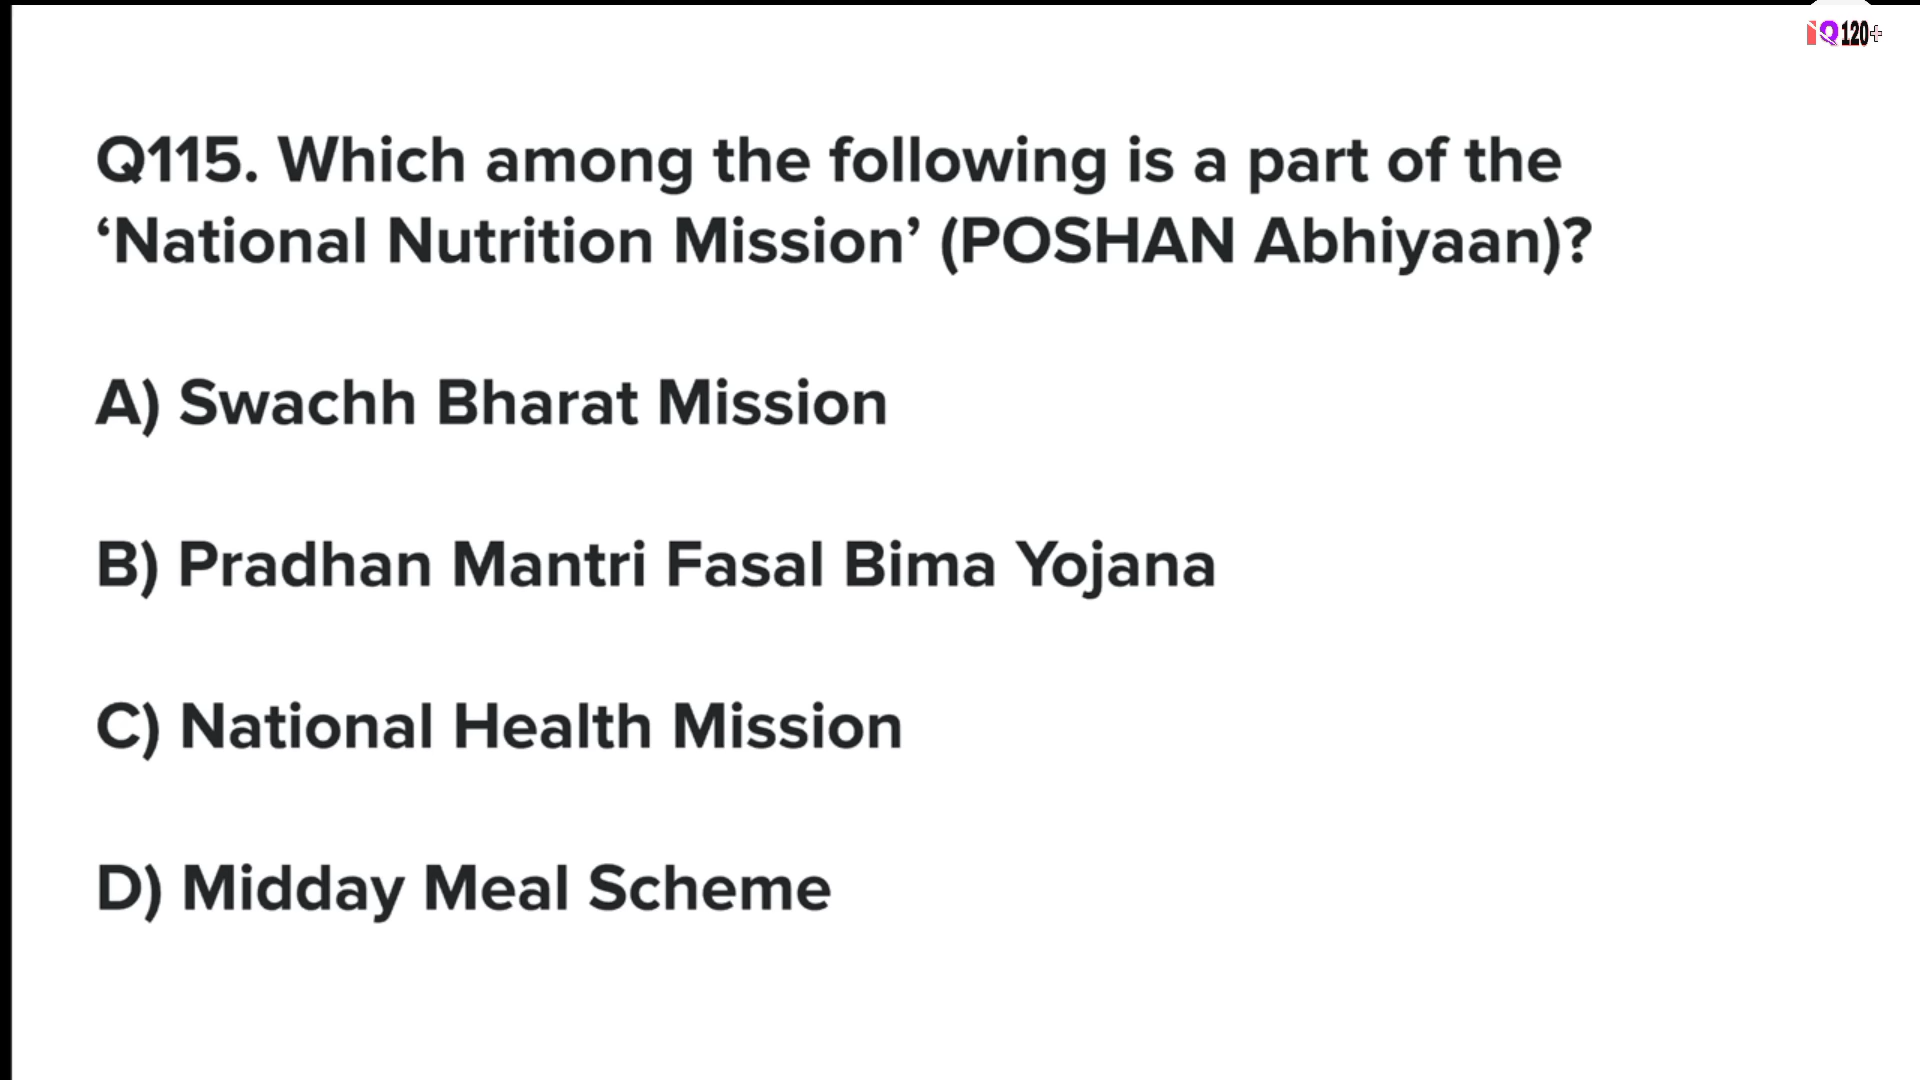 iQ120+
Q115. Which among the following is a part of the
‘National Nutrition Mission’ (POSHAN Abhiyaan)?
A) Swachh Bharat Mission
B) Pradhan Mantri Fasal Bima Yojana
C) National Health Mission
D) Midday Meal Scheme